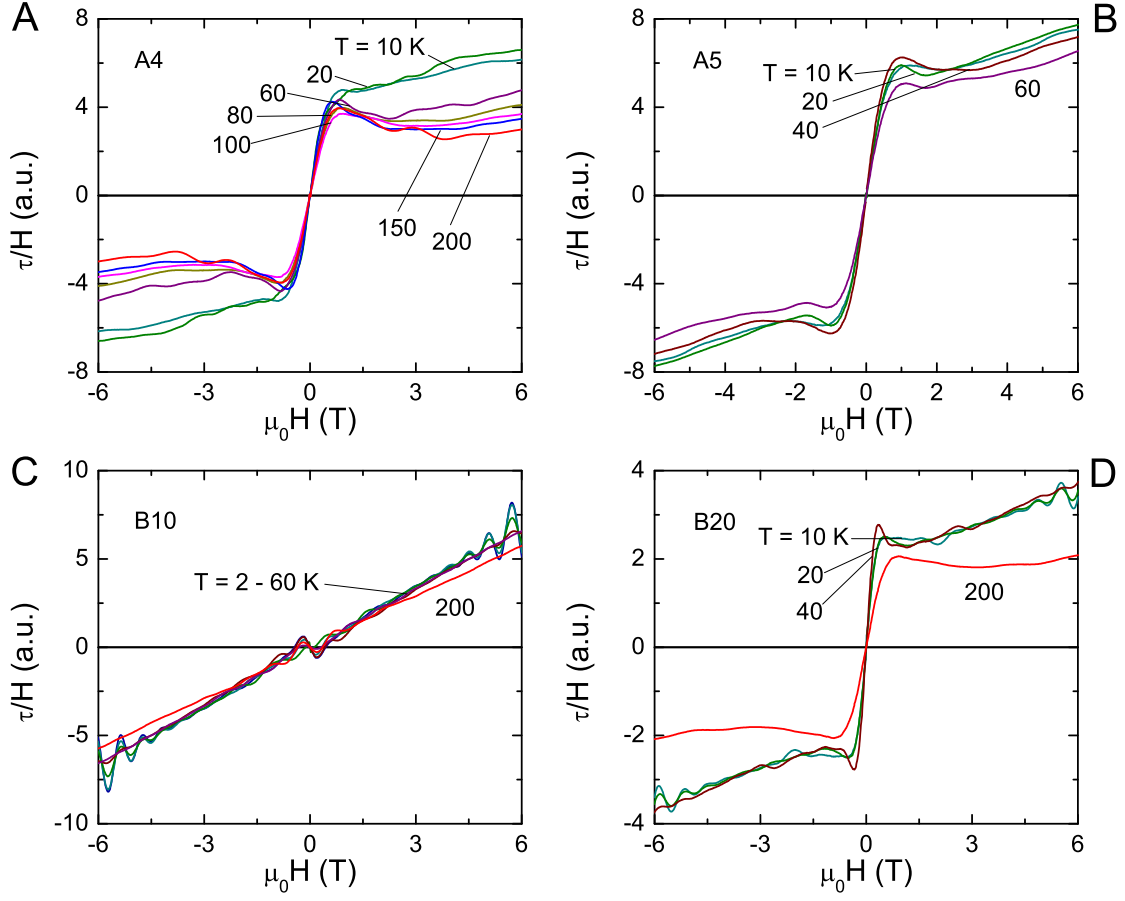 A
A4
T = 10 K
20
60
80
100
150
200
8
4
0
-4
-8
-6
-3
0
3
6
τ/H (a.u.)
μ0H (T)
B
A5
T = 10 K
20
40
60
8
4
0
-4
-8
-6
-4
-2
0
2
4
6
τ/H (a.u.)
μ0H (T)
C
B10
T = 2 - 60 K
200
10
5
0
-5
-10
-6
-3
0
3
6
τ/H (a.u.)
μ0H (T)
D
B20
T = 10 K
20
40
200
4
2
0
-2
-4
-6
-3
0
3
6
τ/H (a.u.)
μ0H (T)